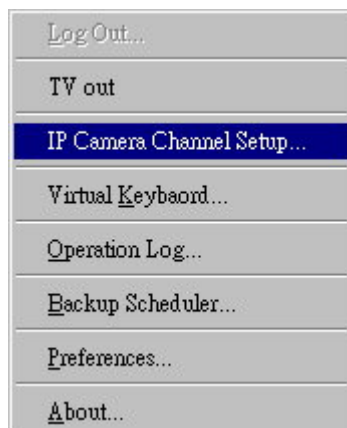 Log Out...
TV out
IP Camera Channel Setup...
Virtual Keybaord...
Operation Log...
Backup Scheduler...
Preferences...
About...